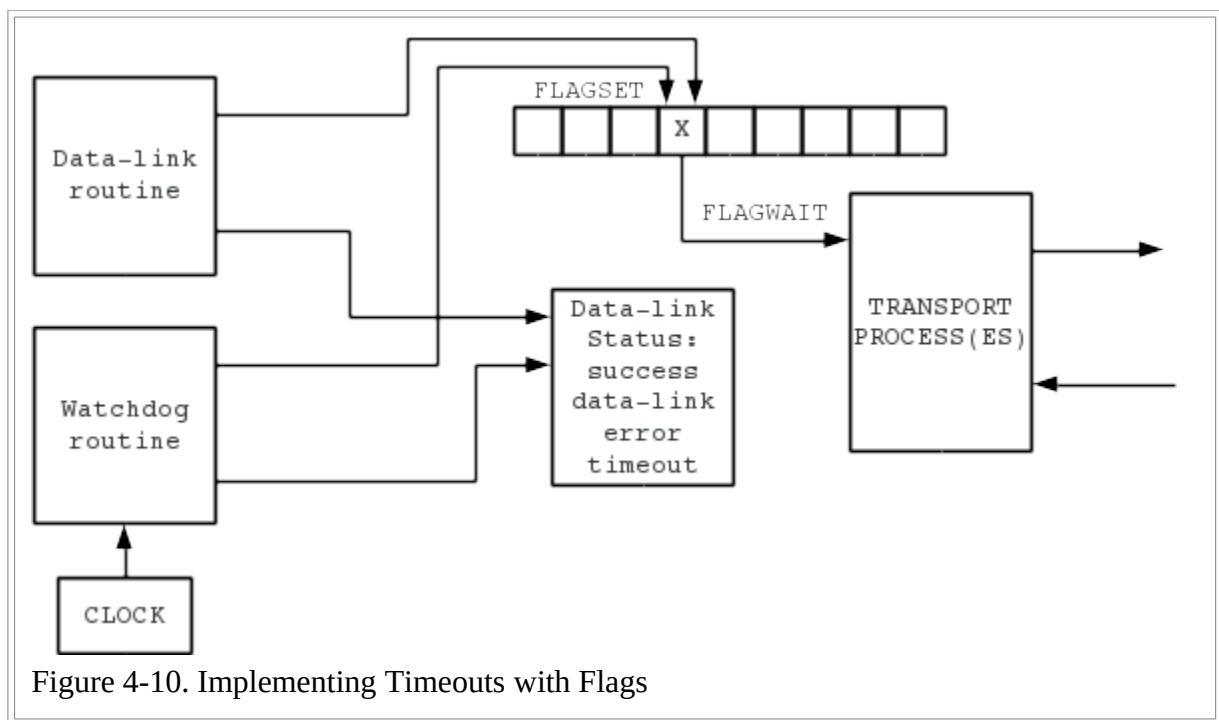 FLAGSET
X
Data-link
routine
FLAGWAIT
Data-link
Status:
success
data-link
error
timeout
TRANSPORT
PROCESS(ES)
Watchdog
routine
CLOCK
Figure 4-10. Implementing Timeouts with Flags